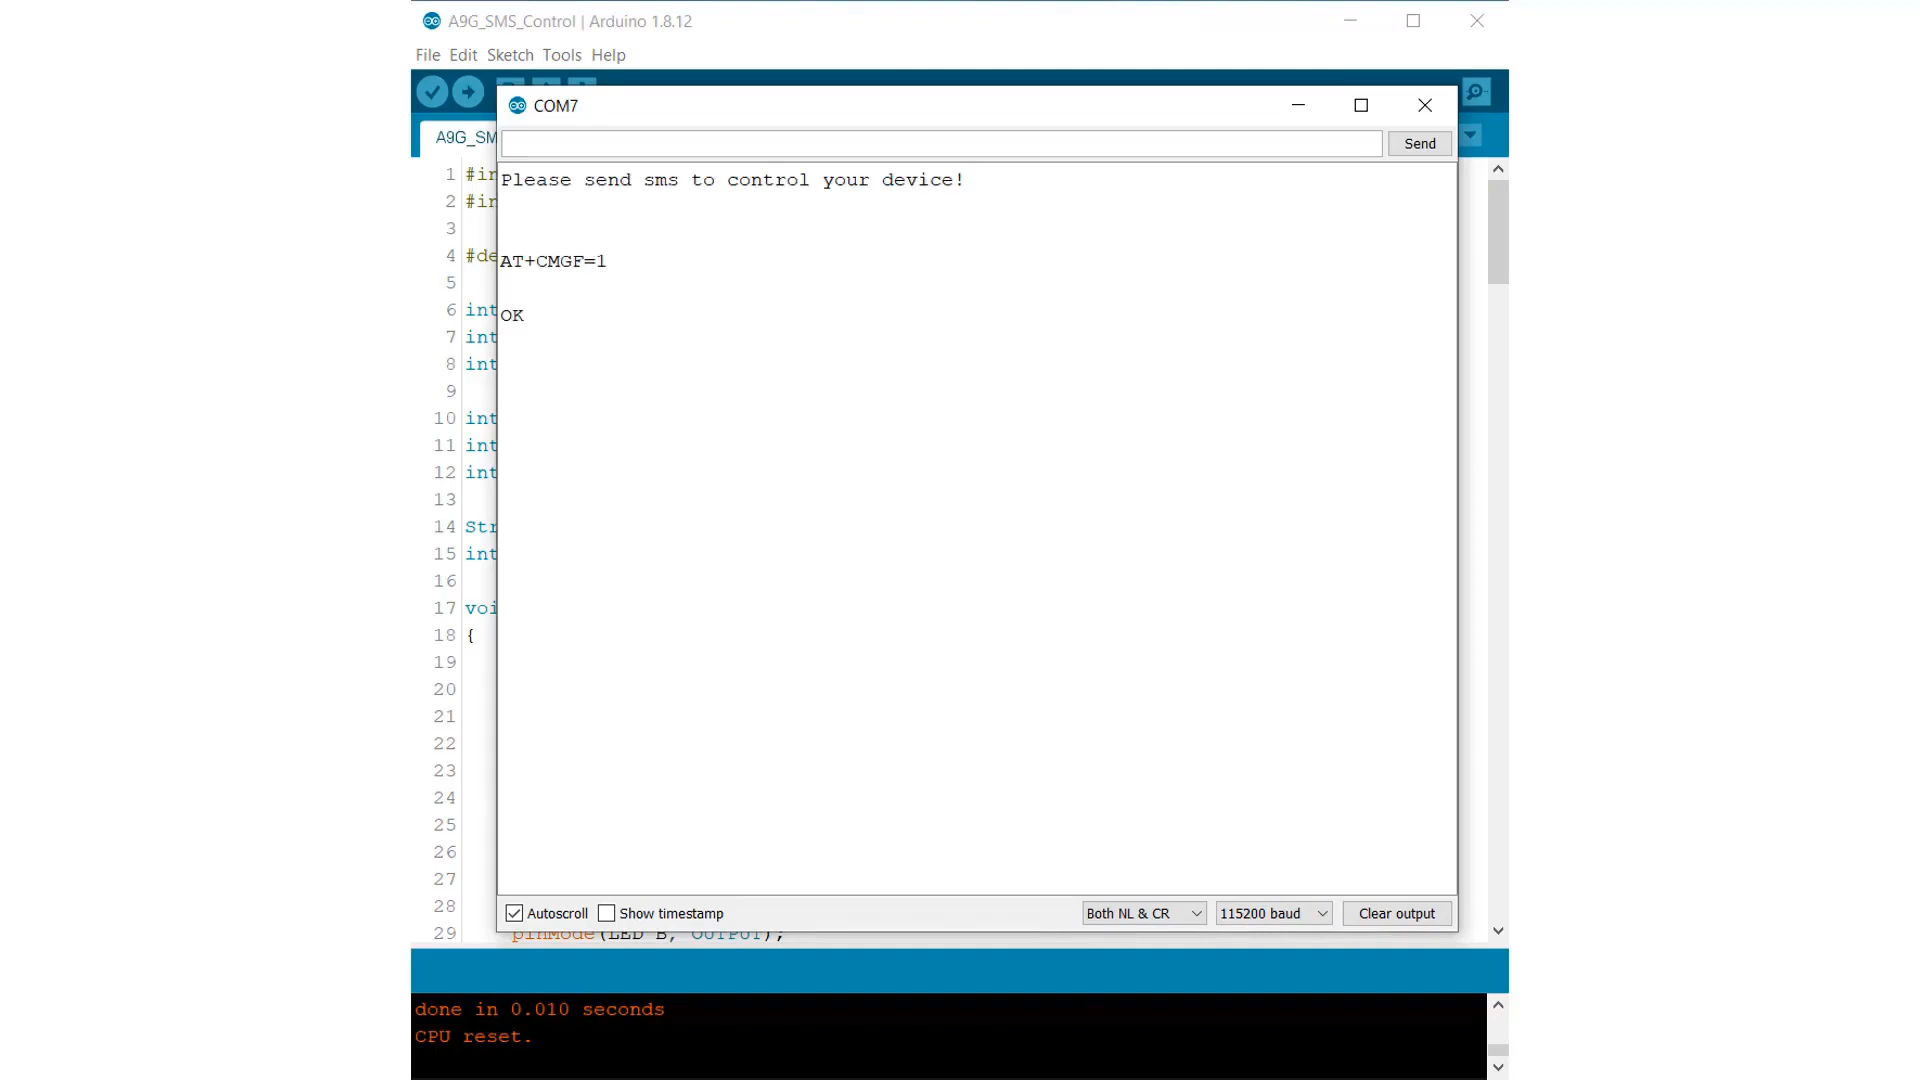 A9G_SMS_Control | Arduino 1.8.12
File Edit Sketch Tools Help
COM7
A9G_SM
Send
Please send sms to control your device!
AT+CMGF=1
OK
1 #in
2 #in
3
4 #de
5
6 int
7 int
8 int
9
10 int
11 int
12 int
13
14 Str
15 int
16
17 voi
18 {
19
20
21
22
23
24
25
26
27
28
29 pinMode(LED_B, OUTPUT);
Autoscroll Show timestamp Both NL & CR 115200 baud Clear output
done in 0.010 seconds
CPU reset.